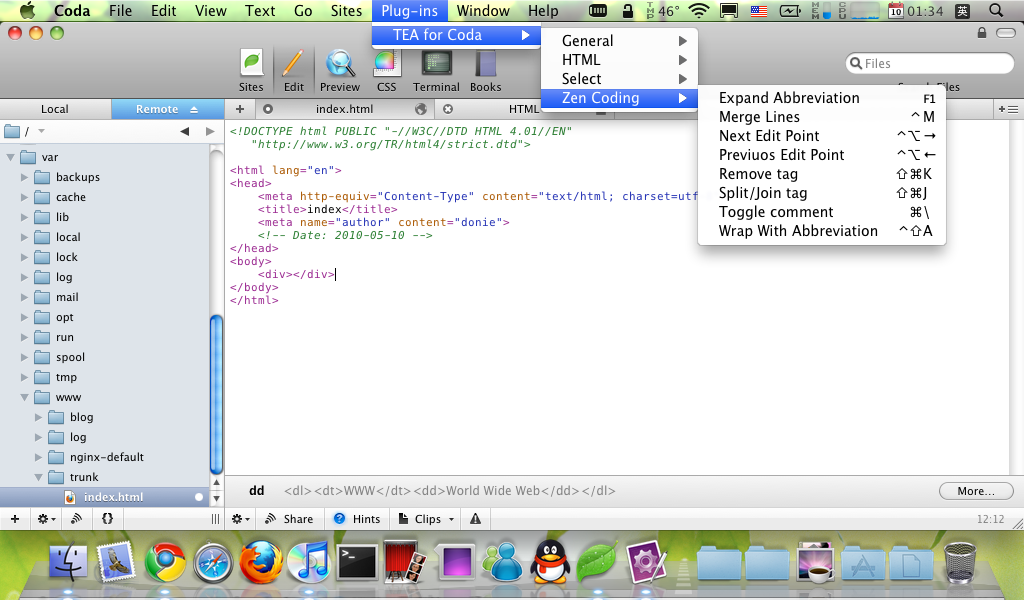 Coda File Edit View Text Go Sites Plug-ins Window Help TMP 46° MEM CPU 10 01:34 英
TEA for Coda
General
HTML
Select
Zen Coding
Expand Abbreviation F1
Merge Lines ^M
Next Edit Point ^⌥→
Previuos Edit Point ^⌥←
Remove tag ⇧⌘K
Split/Join tag ⇧⌘J
Toggle comment ⌘\
Wrap With Abbreviation ^⇧A
Sites Edit Preview CSS Terminal Books
Files
Local Remote
index.html HTML
/
var
backups
cache
lib
local
lock
log
mail
opt
run
spool
tmp
www
blog
log
nginx-default
trunk
index.html
<!DOCTYPE html PUBLIC "-//W3C//DTD HTML 4.01//EN"
"http://www.w3.org/TR/html4/strict.dtd">
<html lang="en">
<head>
<meta http-equiv="Content-Type" content="text/html; charset=utf
<title>index</title>
<meta name="author" content="donie">
<!-- Date: 2010-05-10 -->
</head>
<body>
<div></div>
</body>
</html>
dd <dl><dt>WWW</dt><dd>World Wide Web</dd></dl> More...
Share Hints Clips 12:12